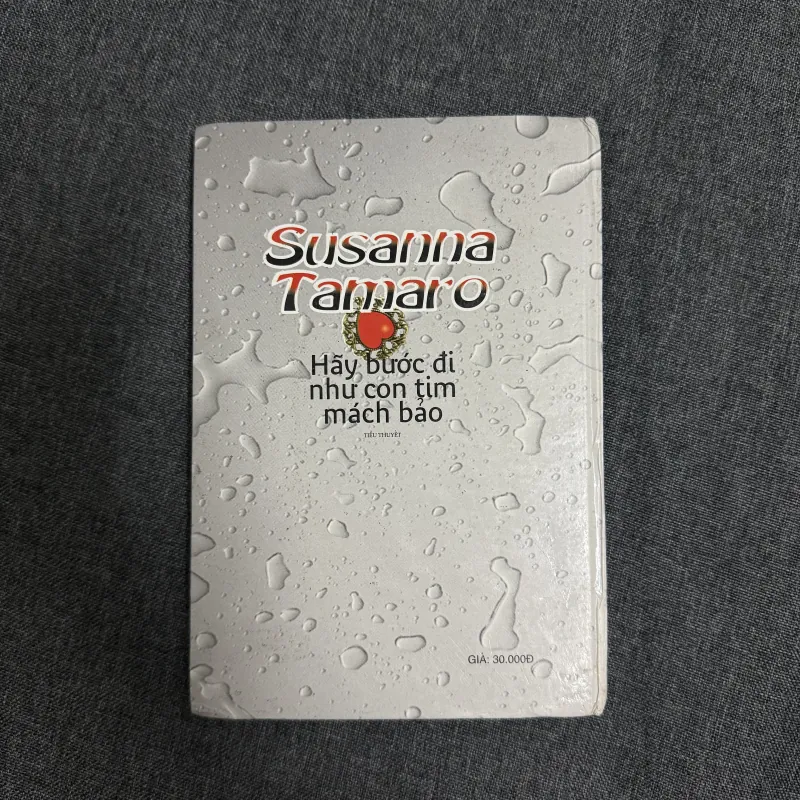 Susanna
Tamaro
Hãy bước đi
như con tim
mách bảo
TIỂU THUYẾT
GIÁ: 30.000Đ